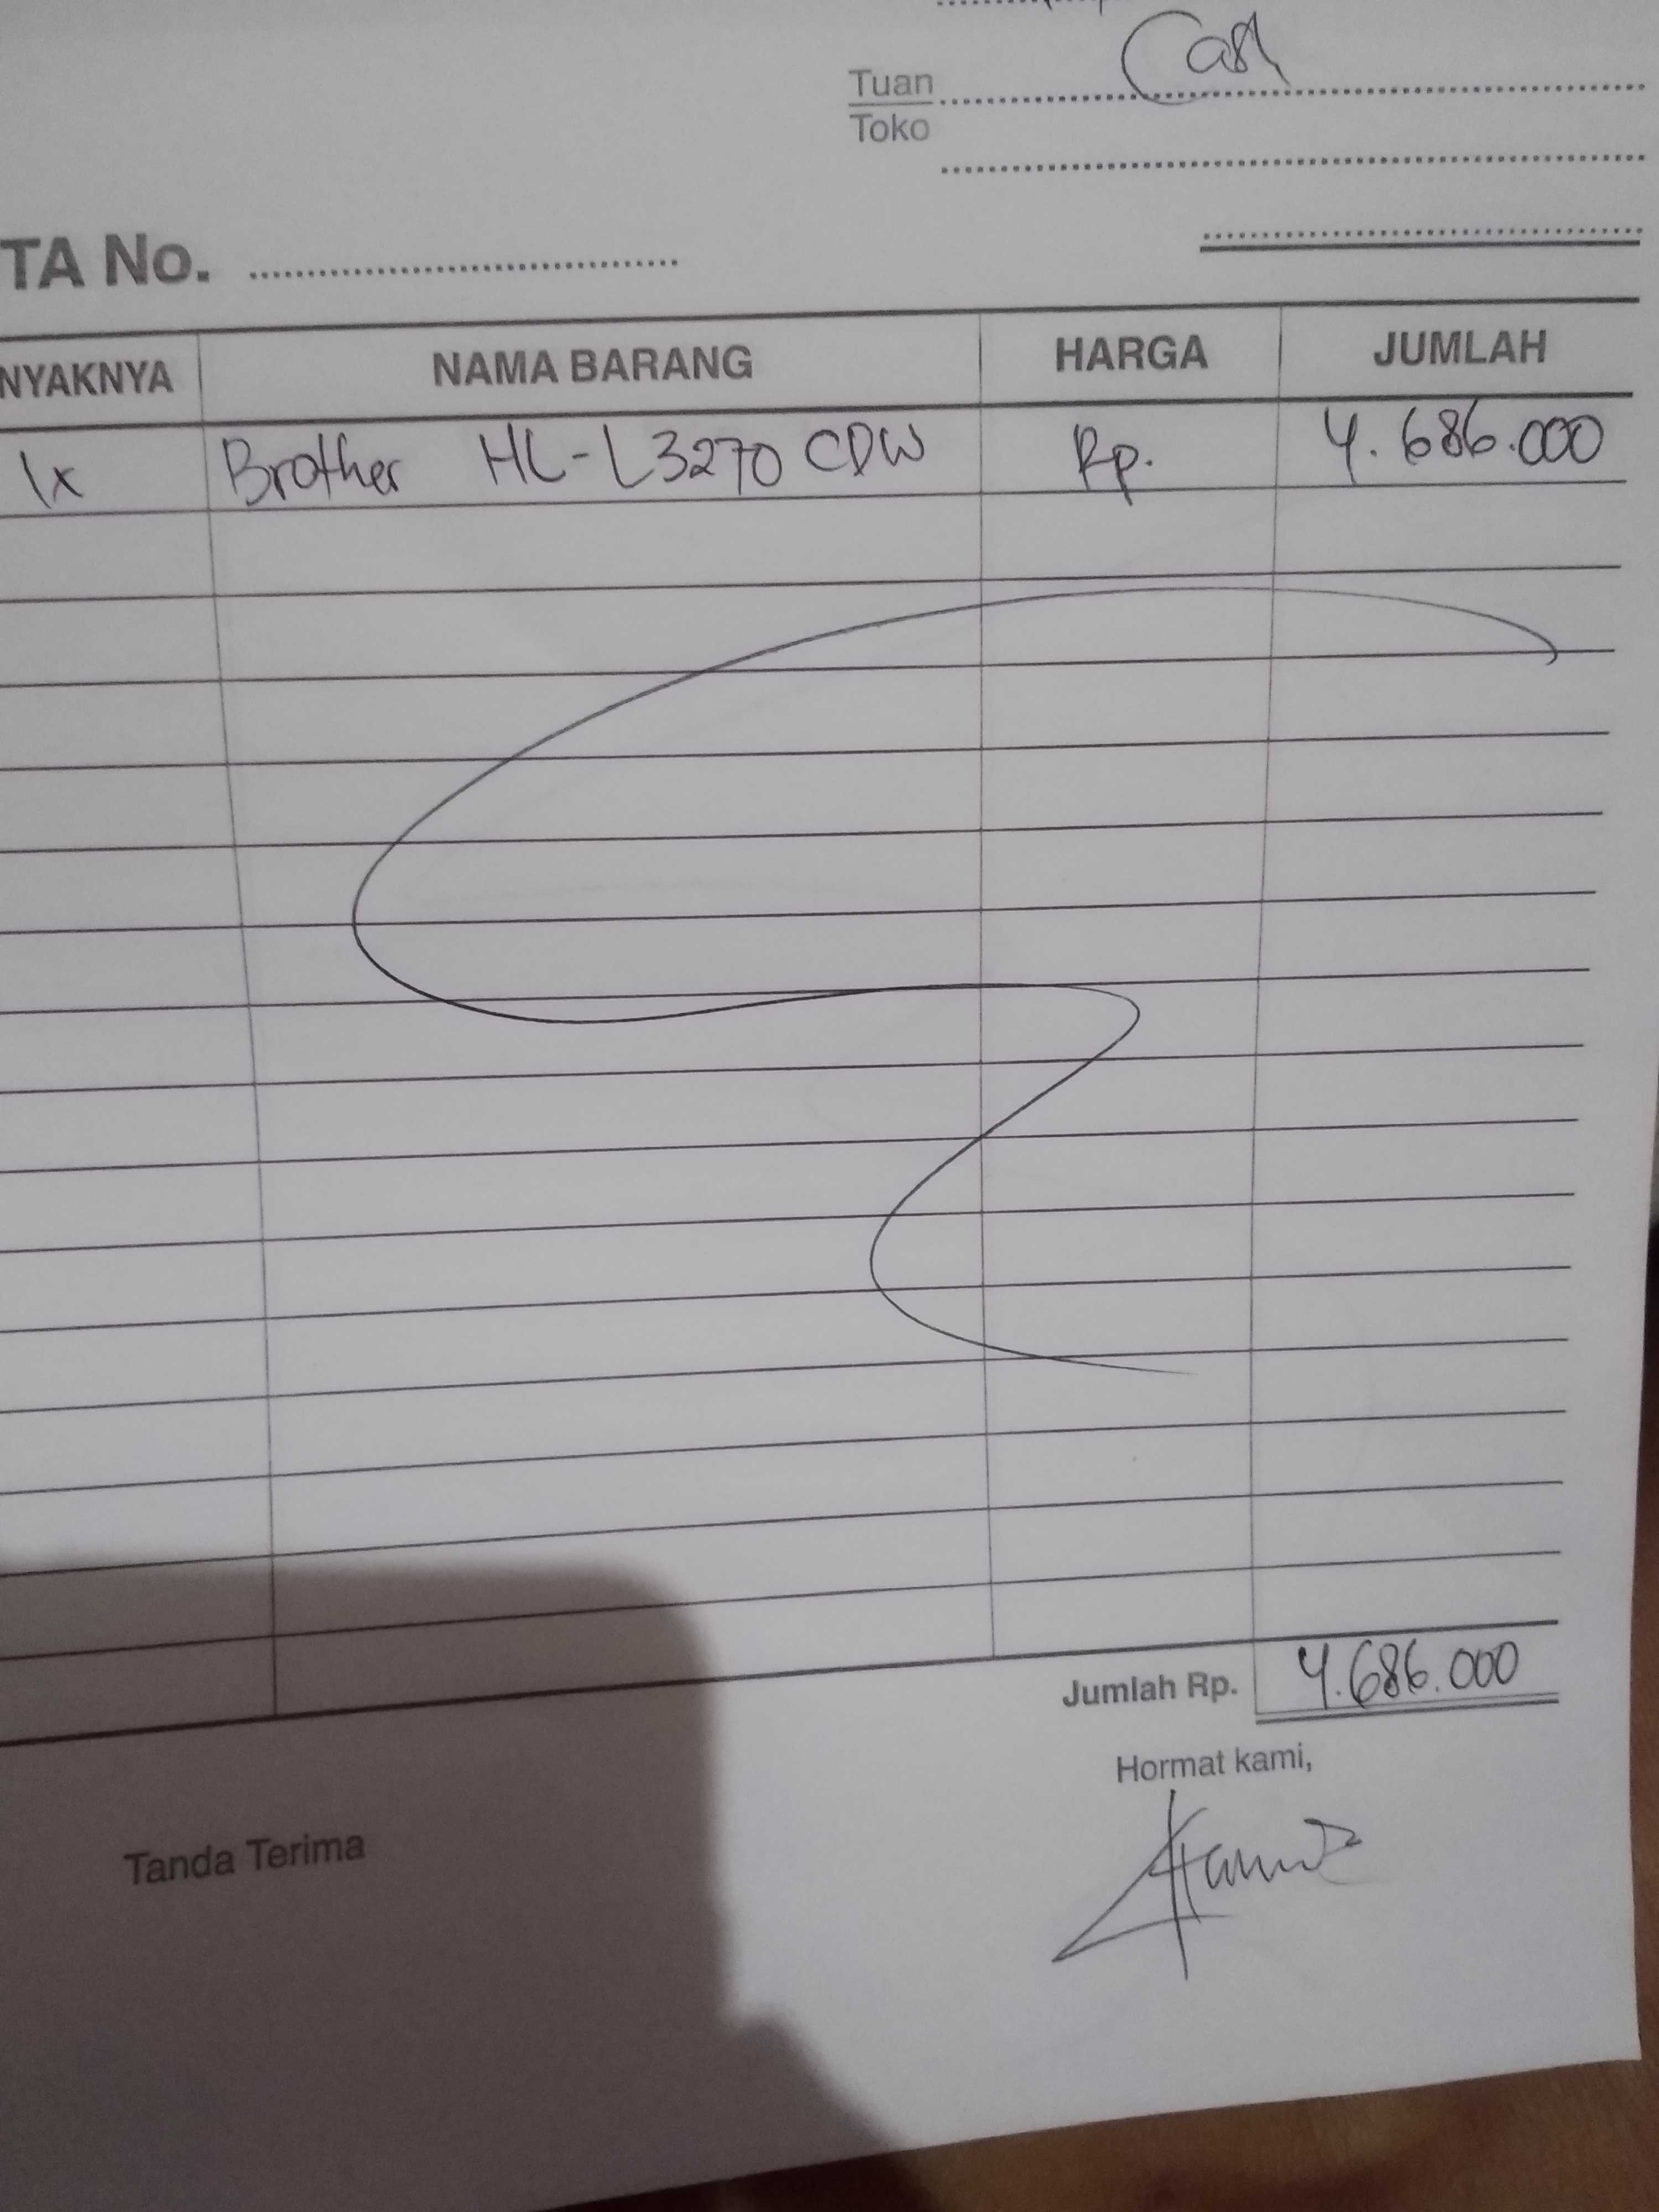 Cash
Tuan
Toko
TA No.
NYAKNYA NAMA BARANG HARGA JUMLAH
1x Brother HL-L3270 CDW Rp. 4.686.000
Jumlah Rp. 4.686.000
Hormat kami,
Tanda Terima